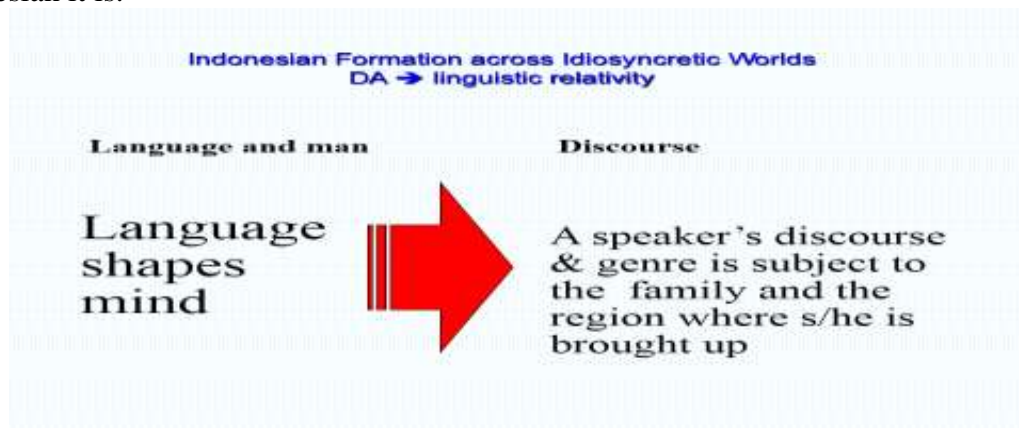 Indonesian Formation across Idiosyncretic Worlds
DA ➔ linguistic relativity
Language and man
Discourse
Language
shapes
mind
A speaker's discourse
& genre is subject to
the family and the
region where s/he is
brought up